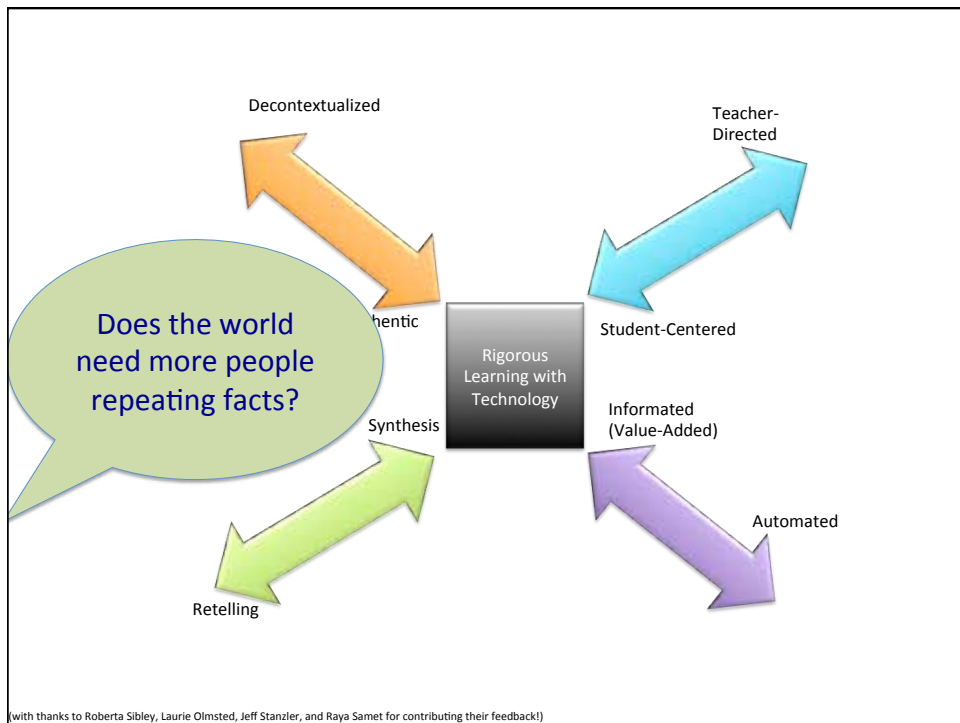 Decontextualized
Teacher-
Directed
Does the world
need more people
repeating facts?
hentic
Student-Centered
Rigorous
Learning with
Technology
Synthesis
Informated
(Value-Added)
Automated
Retelling
(with thanks to Roberta Sibley, Laurie Olmsted, Jeff Stanzler, and Raya Samet for contributing their feedback!)